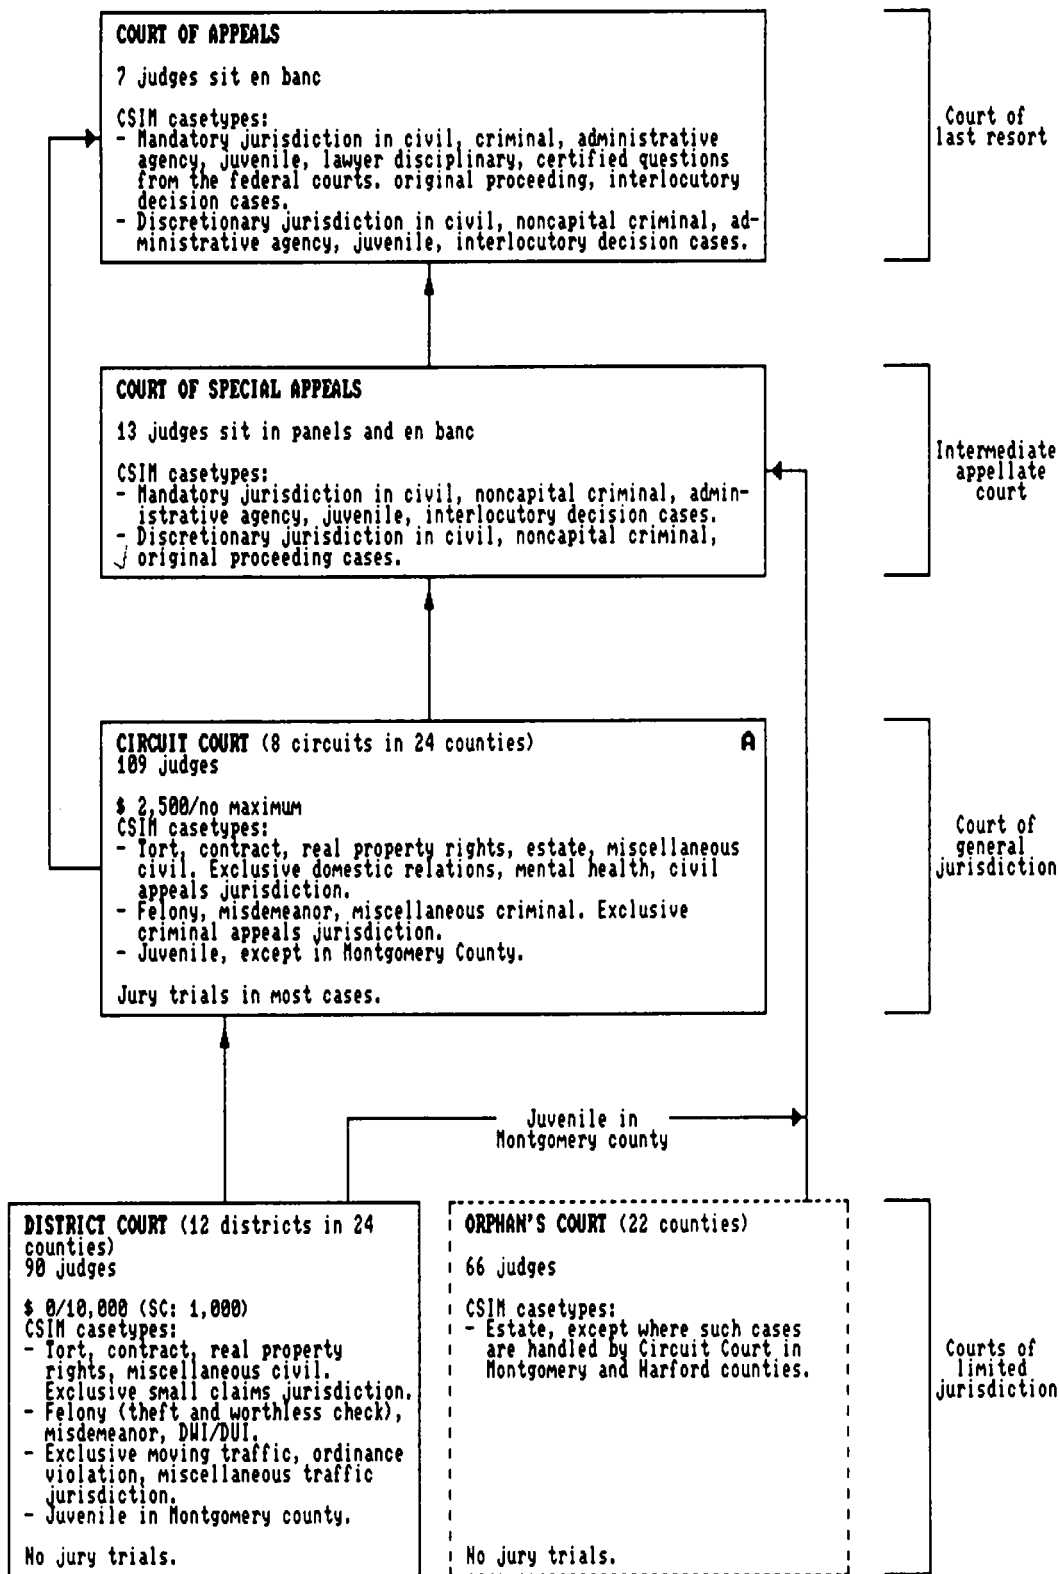 COURT OF APPEALS
7 judges sit en banc
CSIM casetypes:
- Mandatory jurisdiction in civil, criminal, administrative
agency, juvenile, lawyer disciplinary, certified questions
from the federal courts. original proceeding, interlocutory
decision cases.
- Discretionary jurisdiction in civil, noncapital criminal, ad-
ministrative agency, juvenile, interlocutory decision cases.
Court of
last resort
COURT OF SPECIAL APPEALS
13 judges sit in panels and en banc
CSIM casetypes:
- Mandatory jurisdiction in civil, noncapital criminal, admin-
istrative agency, juvenile, interlocutory decision cases.
- Discretionary jurisdiction in civil, noncapital criminal,
original proceeding cases.
Intermediate
appellate
court
CIRCUIT COURT (8 circuits in 24 counties) A
109 judges
$ 2,500/no maximum
CSIM casetypes:
- Tort, contract, real property rights, estate, miscellaneous
civil. Exclusive domestic relations, mental health, civil
appeals jurisdiction.
- Felony, misdemeanor, miscellaneous criminal. Exclusive
criminal appeals jurisdiction.
- Juvenile, except in Montgomery County.
Jury trials in most cases.
Court of
general
jurisdiction
Juvenile in
Montgomery county
DISTRICT COURT (12 districts in 24
counties)
90 judges
$ 0/10,000 (SC: 1,000)
CSIM casetypes:
- Tort, contract, real property
rights, miscellaneous civil.
Exclusive small claims jurisdiction.
- Felony (theft and worthless check),
misdemeanor, DWI/DUI.
- Exclusive moving traffic, ordinance
violation, miscellaneous traffic
jurisdiction.
- Juvenile in Montgomery county.
No jury trials.
ORPHAN'S COURT (22 counties)
66 judges
CSIM casetypes:
- Estate, except where such cases
are handled by Circuit Court in
Montgomery and Harford counties.
No jury trials.
Courts of
limited
jurisdiction